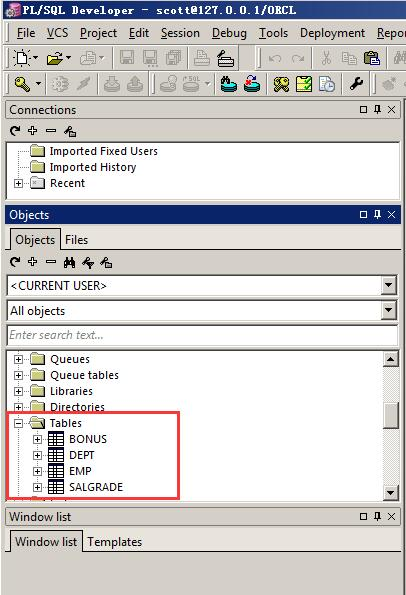 PL/SQL Developer - scott@127.0.0.1/ORCL
File VCS Project Edit Session Debug Tools Deployment Repor
SQL
Connections
Imported Fixed Users
Imported History
Recent
Objects
Objects Files
<CURRENT USER>
All objects
Enter search text...
Queues
Queue tables
Libraries
Directories
Tables
BONUS
DEPT
EMP
SALGRADE
Window list
Window list Templates